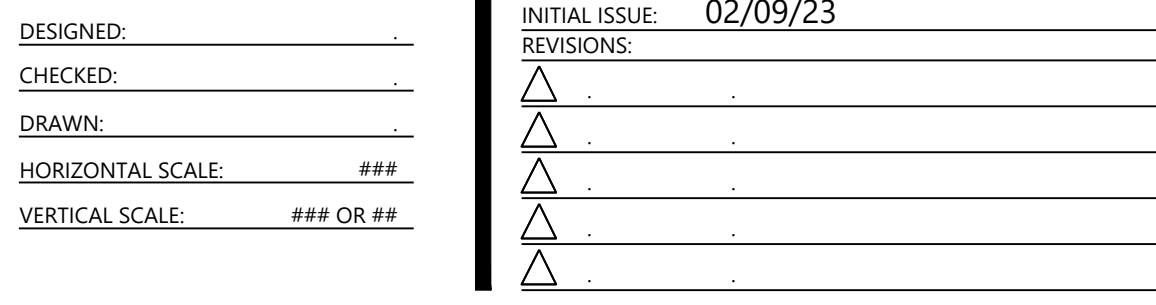 DESIGNED: .
CHECKED: .
DRAWN: .
HORIZONTAL SCALE: ###
VERTICAL SCALE: ### OR ##
INITIAL ISSUE: 02/09/23
REVISIONS:
. .
. .
. .
. .
. .